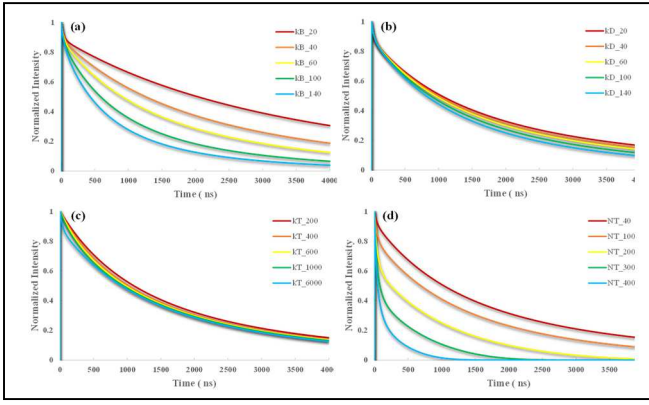 (a)
kB_20
kB_40
kB_60
kB_100
kB_140
Normalized Intensity
1
0.8
0.6
0.4
0.2
0
0 500 1000 1500 2000 2500 3000 3500 4000
Time ( ns)
(b)
kD_20
kD_40
kD_60
kD_100
kD_140
Normalized Intensity
1
0.8
0.6
0.4
0.2
0
0 500 1000 1500 2000 2500 3000 3500
Time ( ns)
(c)
kT_200
kT_400
kT_600
kT_1000
kT_6000
Normalized Intensity
1
0.8
0.6
0.4
0.2
0
0 500 1000 1500 2000 2500 3000 3500 400
Time ( ns)
(d)
NT_40
NT_100
NT_200
NT_300
NT_400
Normalized Intensity
1
0.8
0.6
0.4
0.2
0
0 500 1000 1500 2000 2500 3000 3500
Time ( ns)